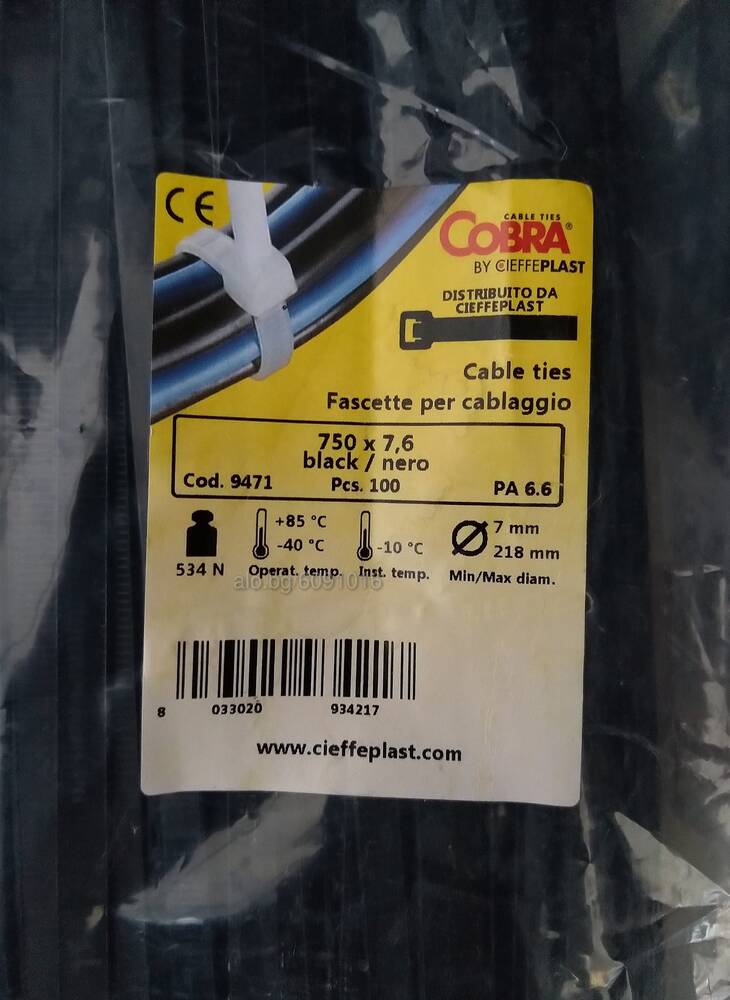 CE
CABLE TIES
COBRA®
BY CIEFFEPLAST
DISTRIBUITO DA
CIEFFEPLAST
Cable ties
Fascette per cablaggio
750 x 7,6
black / nero
Cod. 9471 Pcs. 100 PA 6.6
+85 °C
-40 °C
-10 °C
7 mm
218 mm
534 N Operat. temp. Inst. temp. Min/Max diam.
alo.bg/6091016
8 033020 934217
www.cieffeplast.com